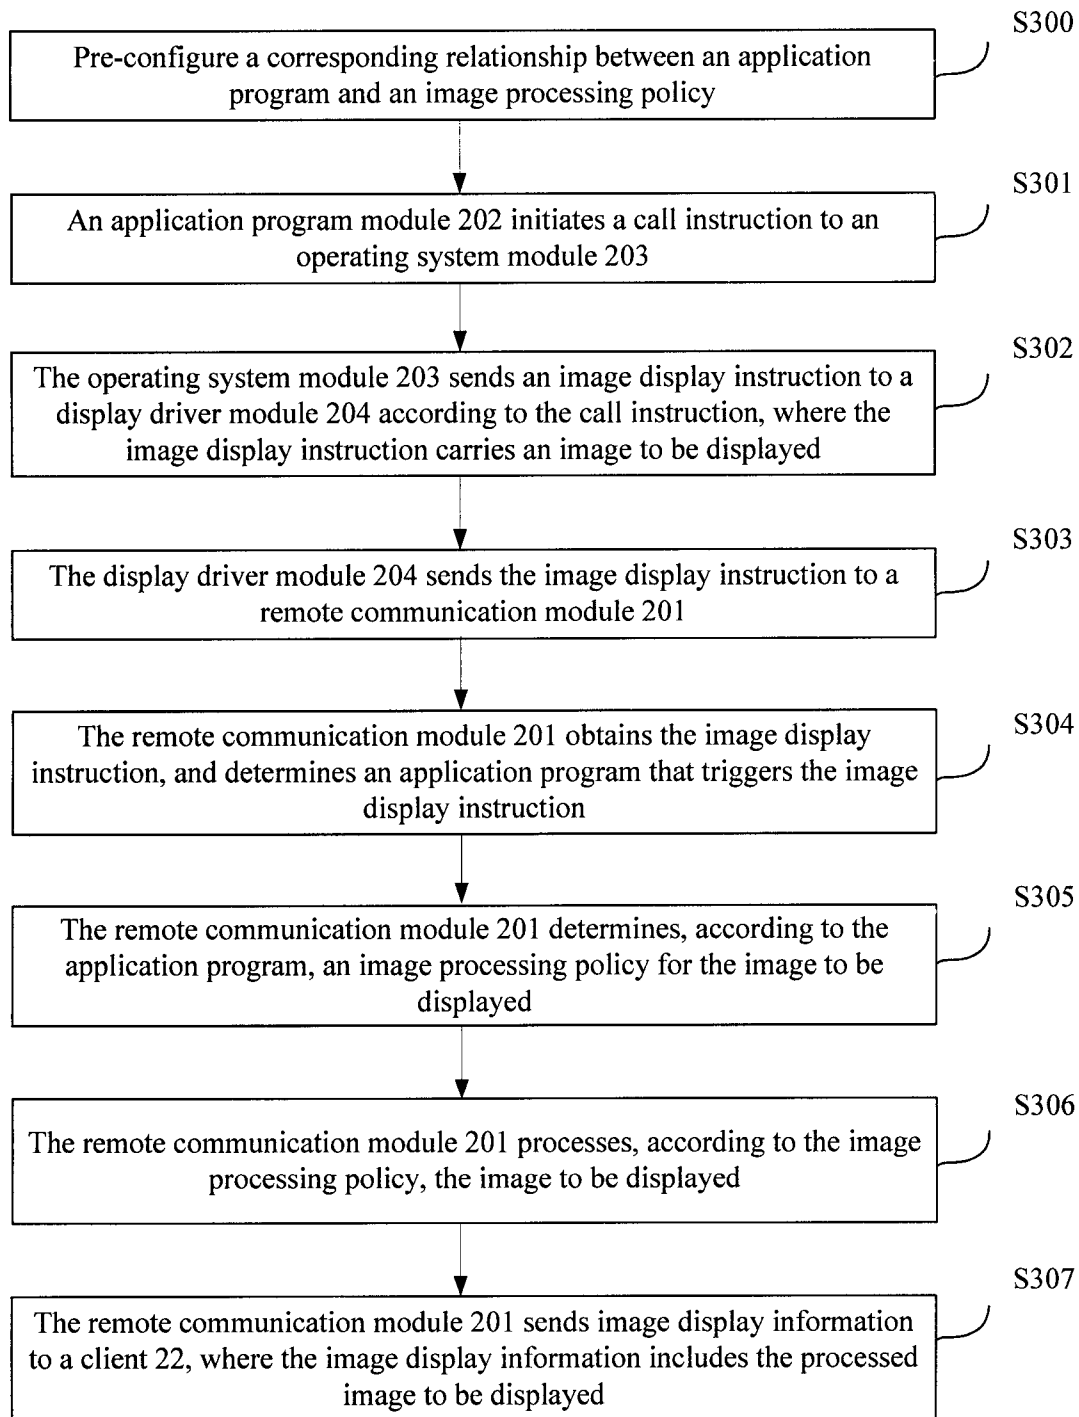 S300
Pre-configure a corresponding relationship between an application
program and an image processing policy
S301
An application program module 202 initiates a call instruction to an
operating system module 203
S302
The operating system module 203 sends an image display instruction to a
display driver module 204 according to the call instruction, where the
image display instruction carries an image to be displayed
S303
The display driver module 204 sends the image display instruction to a
remote communication module 201
S304
The remote communication module 201 obtains the image display
instruction, and determines an application program that triggers the image
display instruction
S305
The remote communication module 201 determines, according to the
application program, an image processing policy for the image to be
displayed
S306
The remote communication module 201 processes, according to the image
processing policy, the image to be displayed
S307
The remote communication module 201 sends image display information
to a client 22, where the image display information includes the processed
image to be displayed